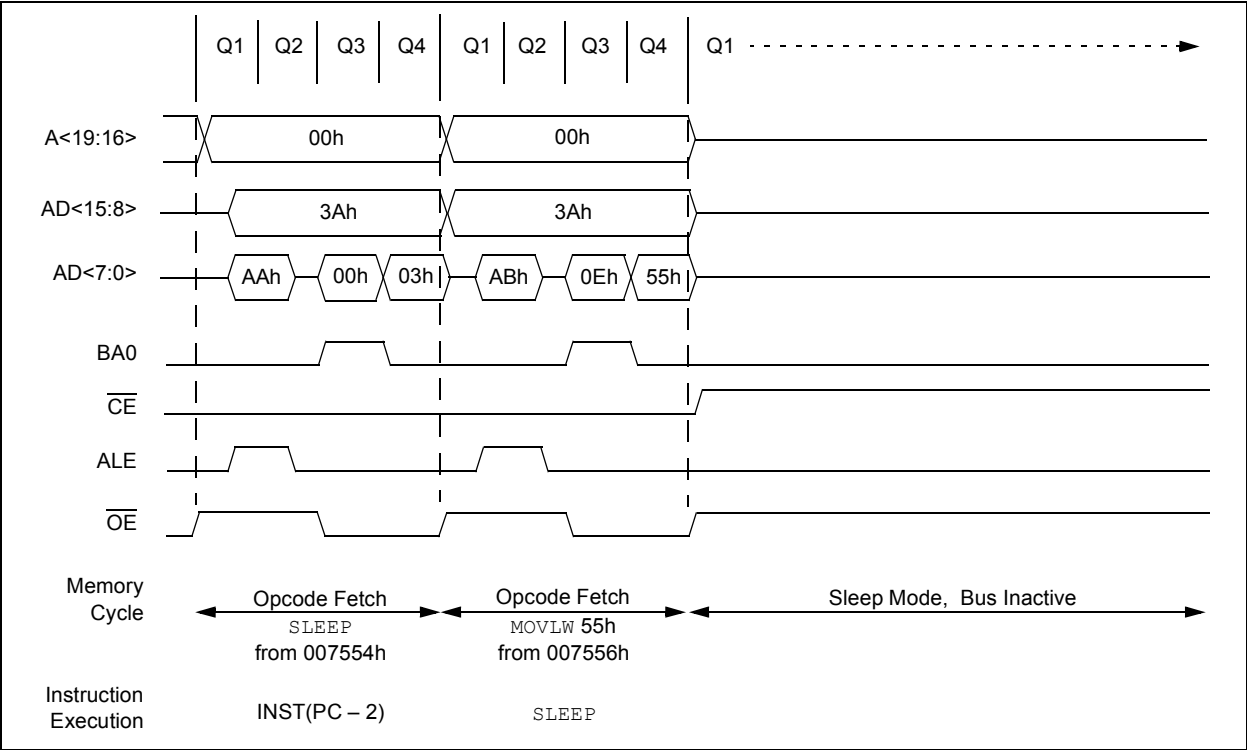 Q1 Q2 Q3 Q4 Q1 Q2 Q3 Q4 Q1
A<19:16> 00h 00h
AD<15:8> 3Ah 3Ah
AD<7:0> AAh 00h 03h ABh 0Eh 55h
BA0
CE
ALE
OE
Memory
Cycle
Opcode Fetch
SLEEP
from 007554h
Opcode Fetch
MOVLW 55h
from 007556h
Sleep Mode, Bus Inactive
Instruction
Execution
INST(PC – 2)
SLEEP